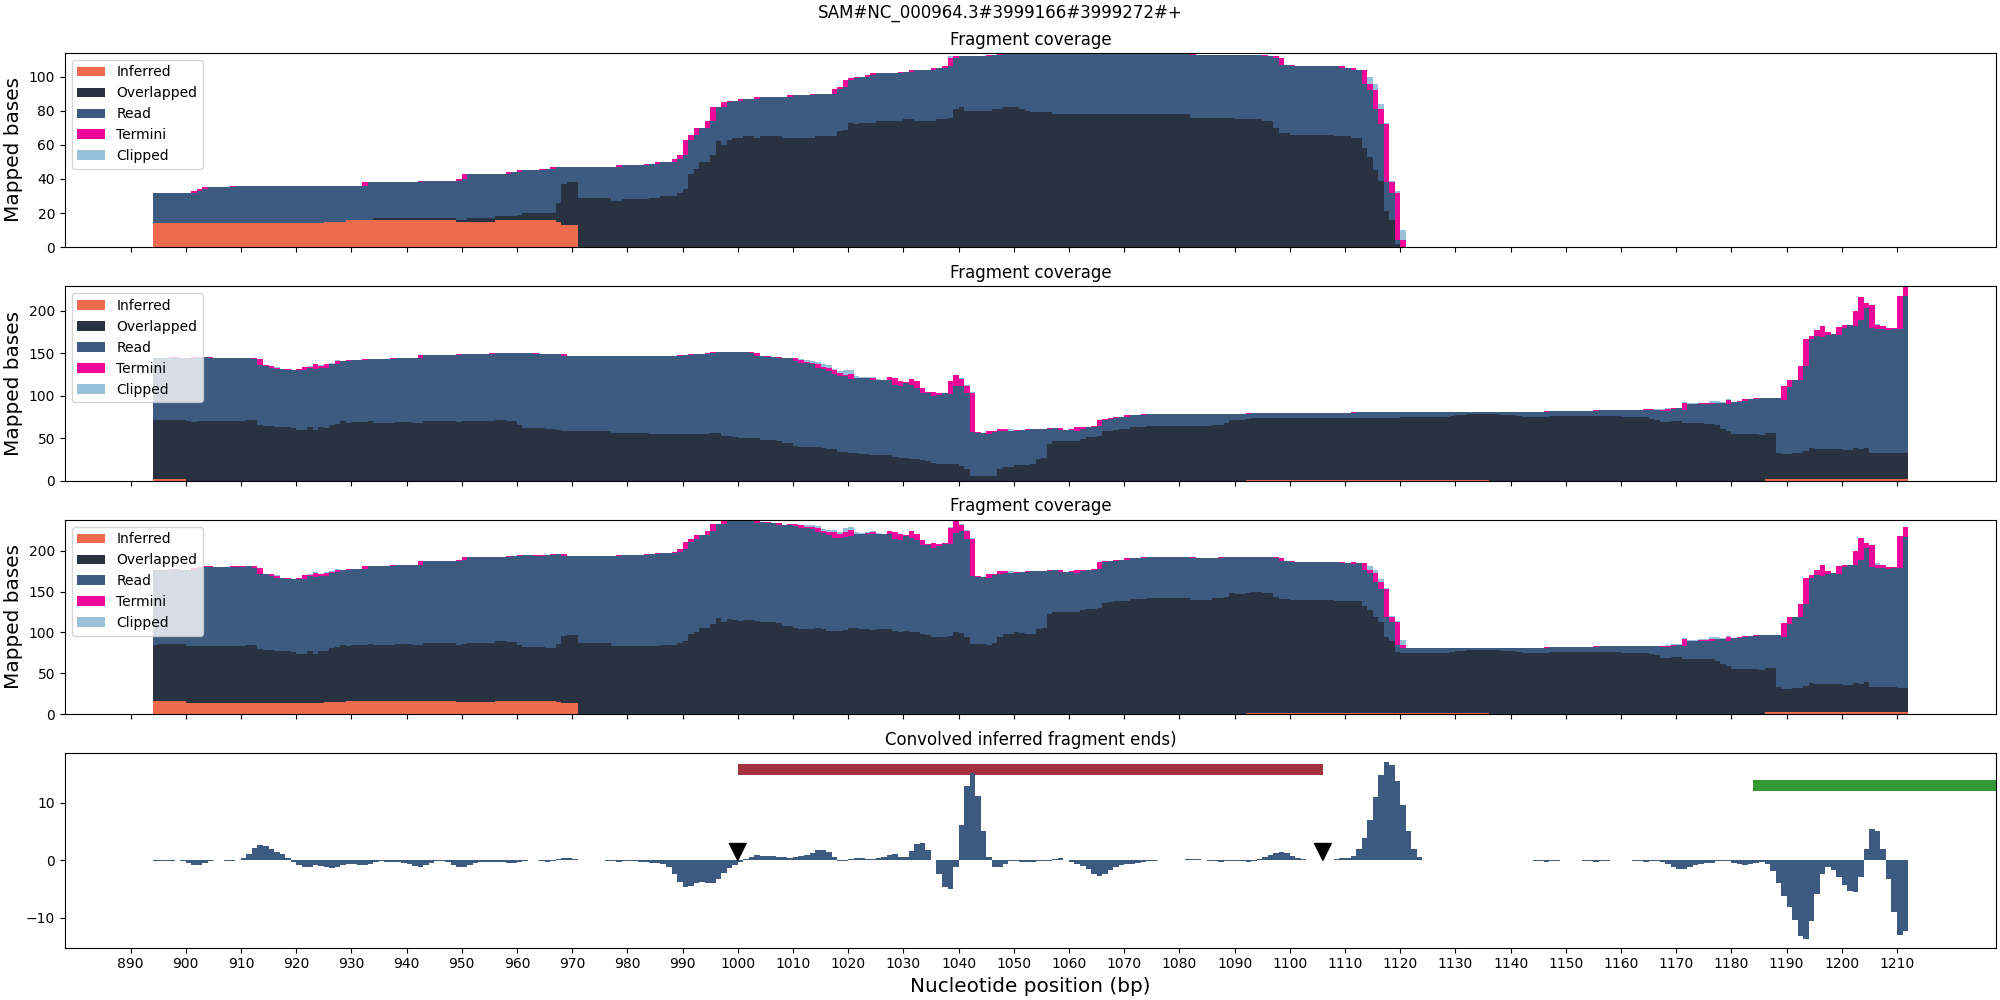 SAM#NC_000964.3#3999166#3999272#+
Fragment coverage
Mapped bases
100
80
60
40
20
0
Inferred
Overlapped
Read
Termini
Clipped
Fragment coverage
Mapped bases
200
150
100
50
0
Inferred
Overlapped
Read
Termini
Clipped
Fragment coverage
Mapped bases
200
150
100
50
0
Inferred
Overlapped
Read
Termini
Clipped
Convolved inferred fragment ends)
10
0
−10
890 900 910 920 930 940 950 960 970 980 990 1000 1010 1020 1030 1040 1050 1060 1070 1080 1090 1100 1110 1120 1130 1140 1150 1160 1170 1180 1190 1200 1210
Nucleotide position (bp)